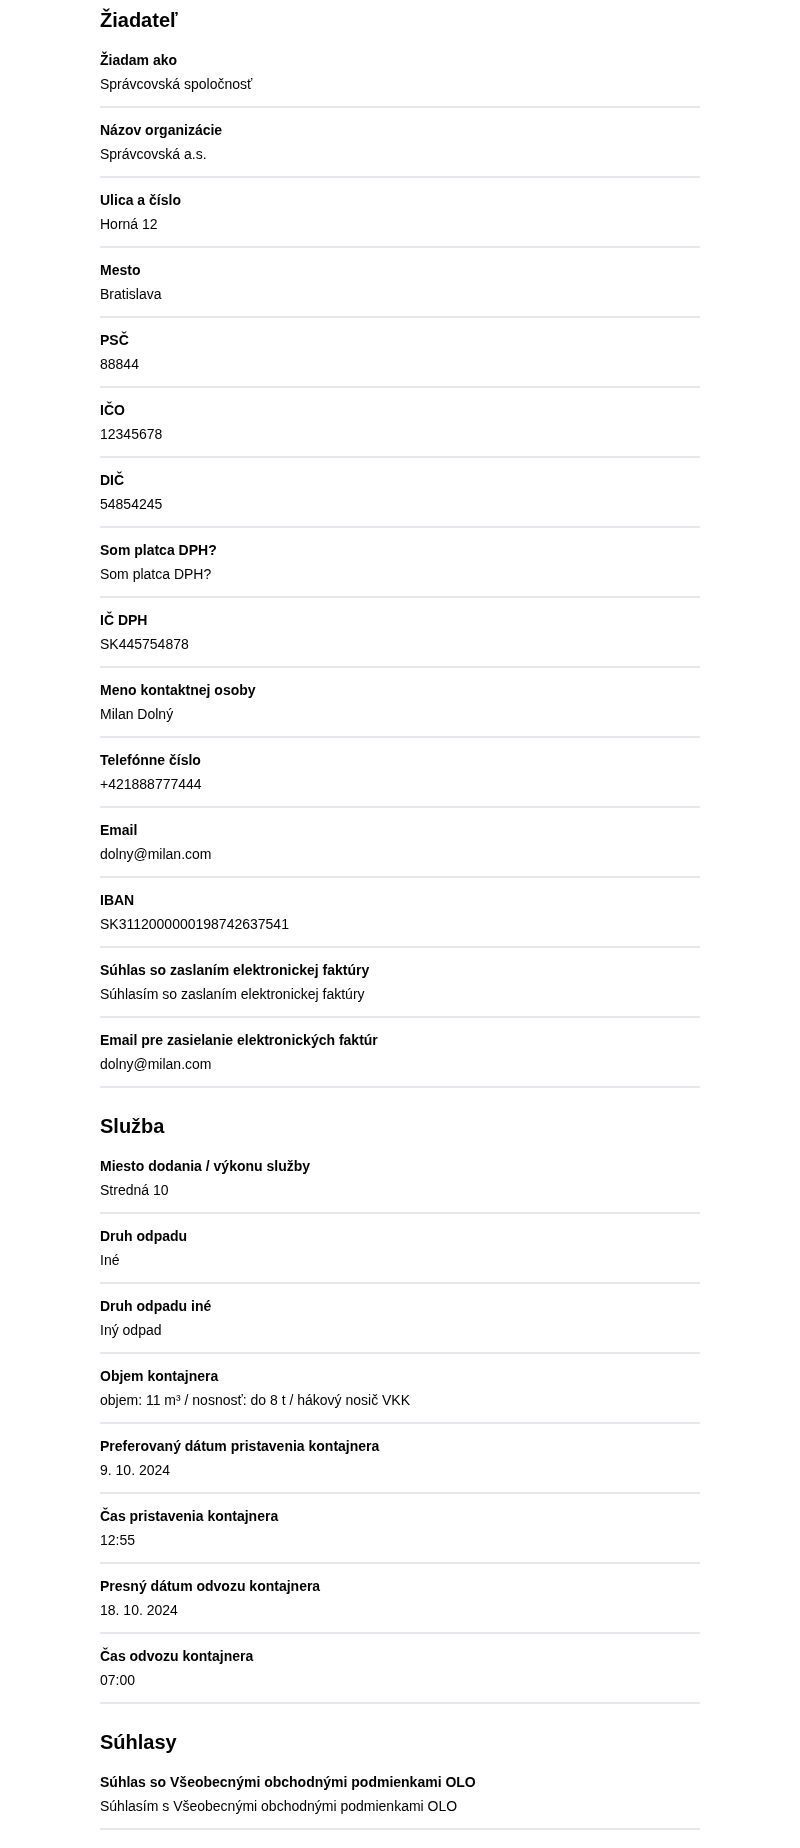 Žiadateľ
Žiadam ako
Správcovská spoločnosť
Názov organizácie
Správcovská a.s.
Ulica a číslo
Horná 12
Mesto
Bratislava
PSČ
88844
IČO
12345678
DIČ
54854245
Som platca DPH?
Som platca DPH?
IČ DPH
SK445754878
Meno kontaktnej osoby
Milan Dolný
Telefónne číslo
+421888777444
Email
dolny@milan.com
IBAN
SK3112000000198742637541
Súhlas so zaslaním elektronickej faktúry
Súhlasím so zaslaním elektronickej faktúry
Email pre zasielanie elektronických faktúr
dolny@milan.com
Služba
Miesto dodania / výkonu služby
Stredná 10
Druh odpadu
Iné
Druh odpadu iné
Iný odpad
Objem kontajnera
objem: 11 m³ / nosnosť: do 8 t / hákový nosič VKK
Preferovaný dátum pristavenia kontajnera
9. 10. 2024
Čas pristavenia kontajnera
12:55
Presný dátum odvozu kontajnera
18. 10. 2024
Čas odvozu kontajnera
07:00
Súhlasy
Súhlas so Všeobecnými obchodnými podmienkami OLO
Súhlasím s Všeobecnými obchodnými podmienkami OLO